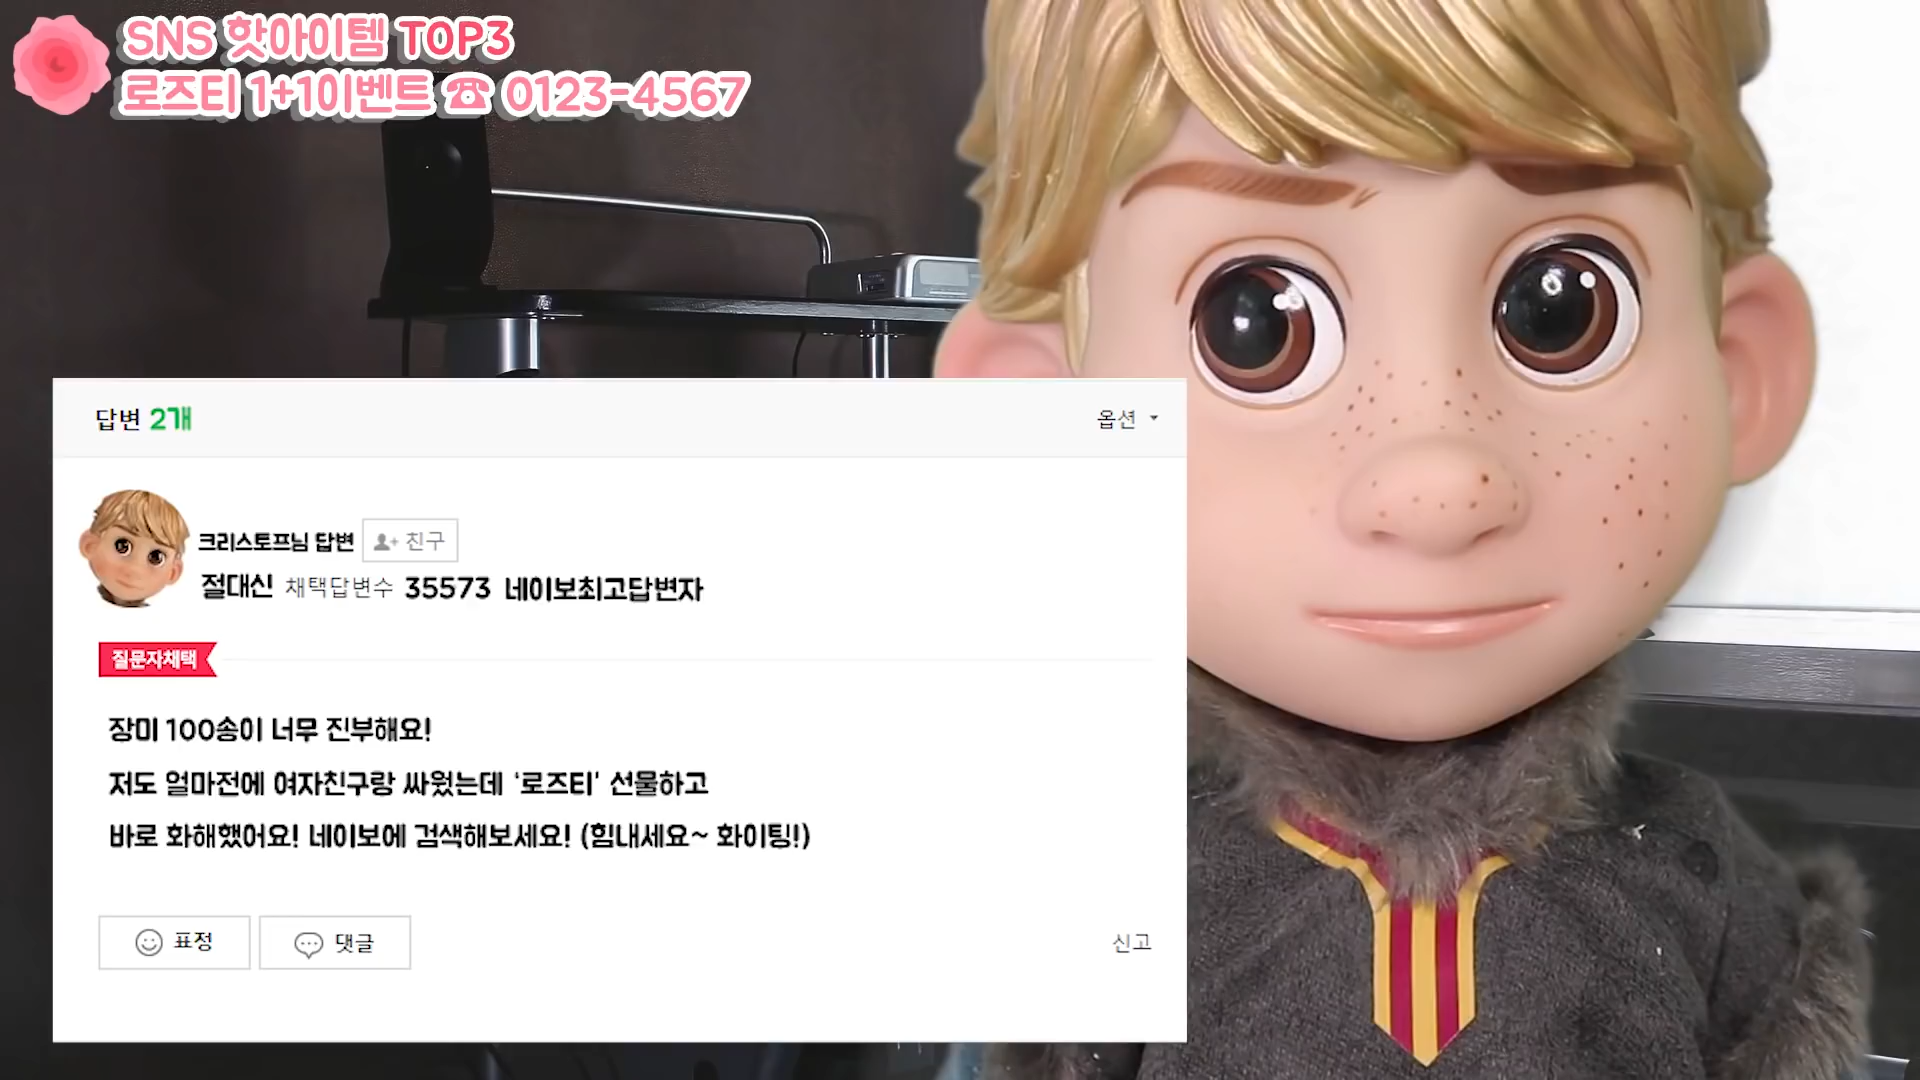 SNS 핫아이템 TOP3
로즈티 1+1이벤트 ☎ 0123-4567
답변 2개
옵션
크리스토프님 답변
친구
절대신 채택답변수 35573 네이보최고답변자
질문자채택
장미 100송이 너무 진부해요!
저도 얼마전에 여자친구랑 싸웠는데 '로즈티' 선물하고
바로 화해했어요! 네이보에 검색해보세요! (힘내세요~ 화이팅!)
표정
댓글
신고